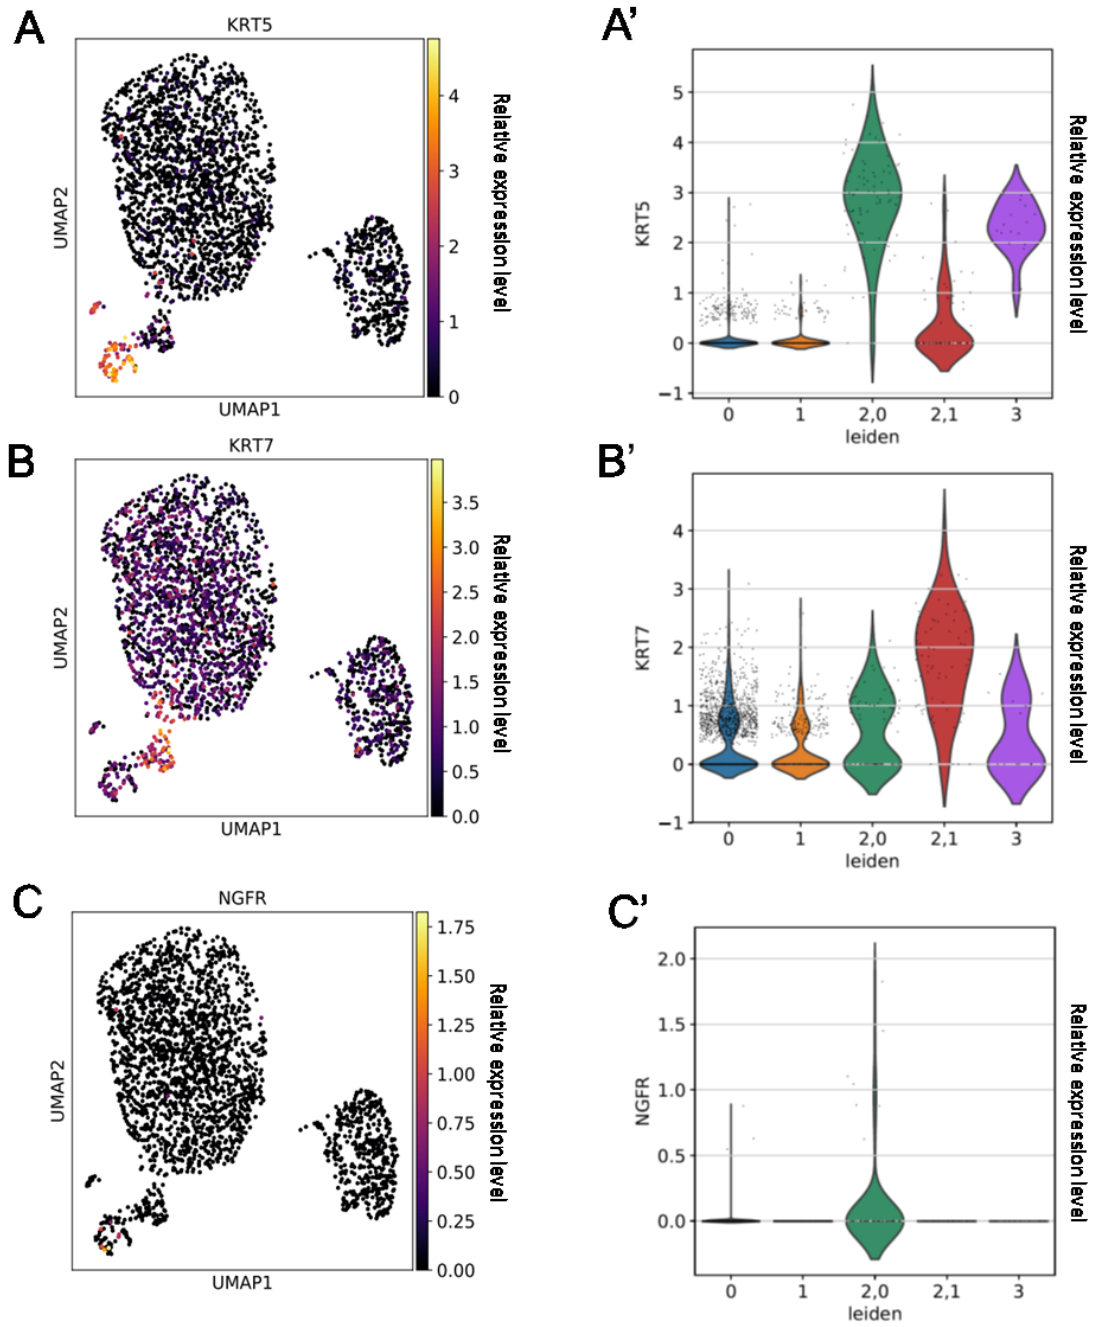 A
KRT5
UMAP2
UMAP1
4
3
2
1
0
Relative expression level
A'
KRT5
5
4
3
2
1
0
−1
0 1 2,0 2,1 3
leiden
Relative expression level
B
KRT7
UMAP2
UMAP1
3.5
3.0
2.5
2.0
1.5
1.0
0.5
0.0
Relative expression level
B'
KRT7
4
3
2
1
0
−1
0 1 2,0 2,1 3
leiden
Relative expression level
C
NGFR
UMAP2
UMAP1
1.75
1.50
1.25
1.00
0.75
0.50
0.25
0.00
Relative expression level
C'
NGFR
2.0
1.5
1.0
0.5
0.0
0 1 2,0 2,1 3
leiden
Relative expression level